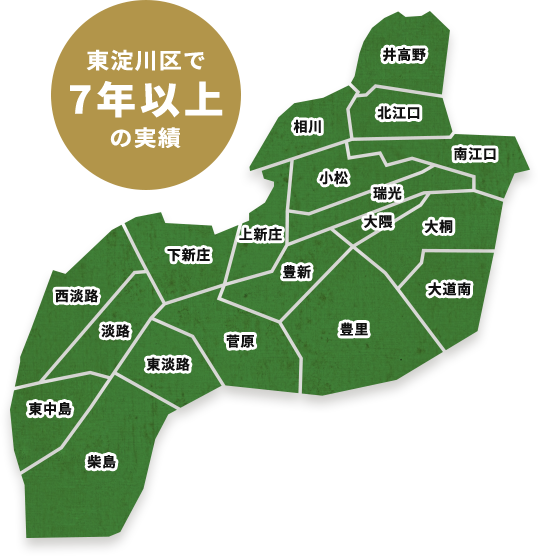 東淀川区で
7年以上
の実績
井高野
北江口
相川
南江口
小松
瑞光
大隅
大桐
上新庄
下新庄
豊新
大道南
西淡路
淡路
豊里
菅原
東淡路
東中島
柴島